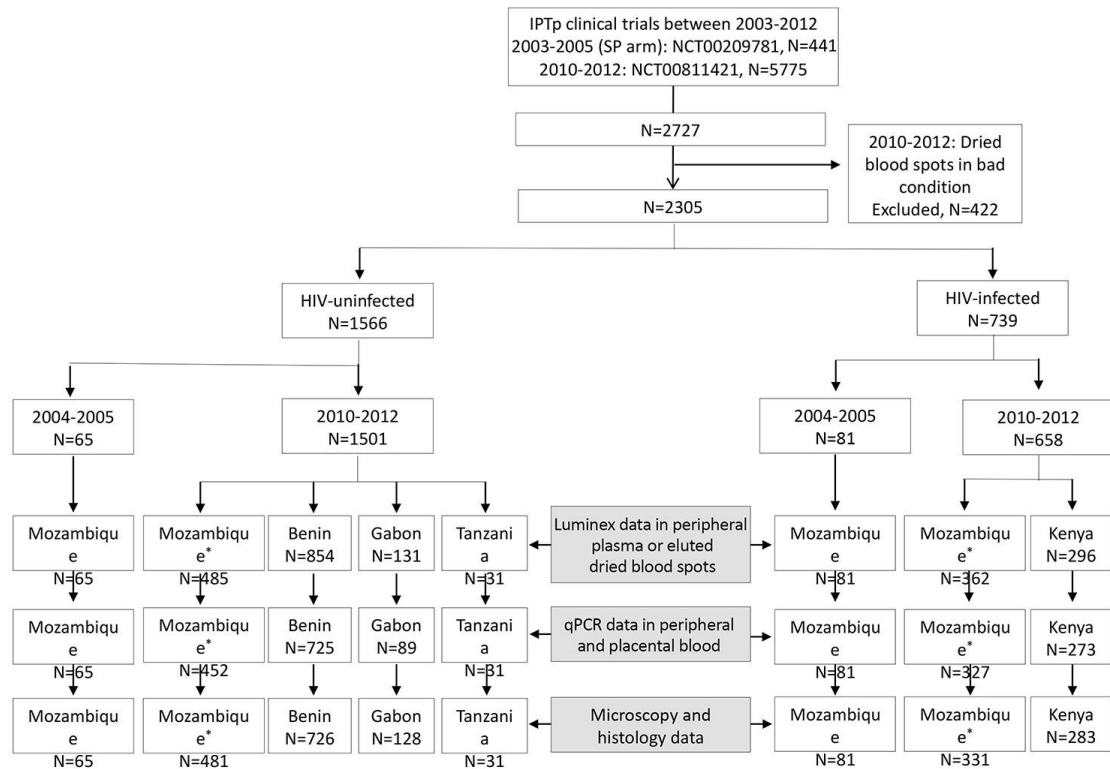 IPTp clinical trials between 2003-2012
2003-2005 (SP arm): NCT00209781, N=441
2010-2012: NCT00811421, N=5775
N=2727
2010-2012: Dried
blood spots in bad
condition
Excluded, N=422
N=2305
HIV-uninfected
N=1566
HIV-infected
N=739
2004-2005
N=65
2010-2012
N=1501
2004-2005
N=81
2010-2012
N=658
Mozambiqu
e
N=65
Mozambiqu
e*
N=485
Benin
N=854
Gabon
N=131
Tanzani
a
N=31
Luminex data in peripheral
plasma or eluted
dried blood spots
Mozambiqu
e
N=81
Mozambiqu
e*
N=362
Kenya
N=296
Mozambiqu
e
N=65
Mozambiqu
e*
N=452
Benin
N=725
Gabon
N=89
Tanzani
a
N=31
qPCR data in peripheral
and placental blood
Mozambiqu
e
N=81
Mozambiqu
e*
N=327
Kenya
N=273
Mozambiqu
e
N=65
Mozambiqu
e*
N=481
Benin
N=726
Gabon
N=128
Tanzani
a
N=31
Microscopy and
histology data
Mozambiqu
e
N=81
Mozambiqu
e*
N=331
Kenya
N=283